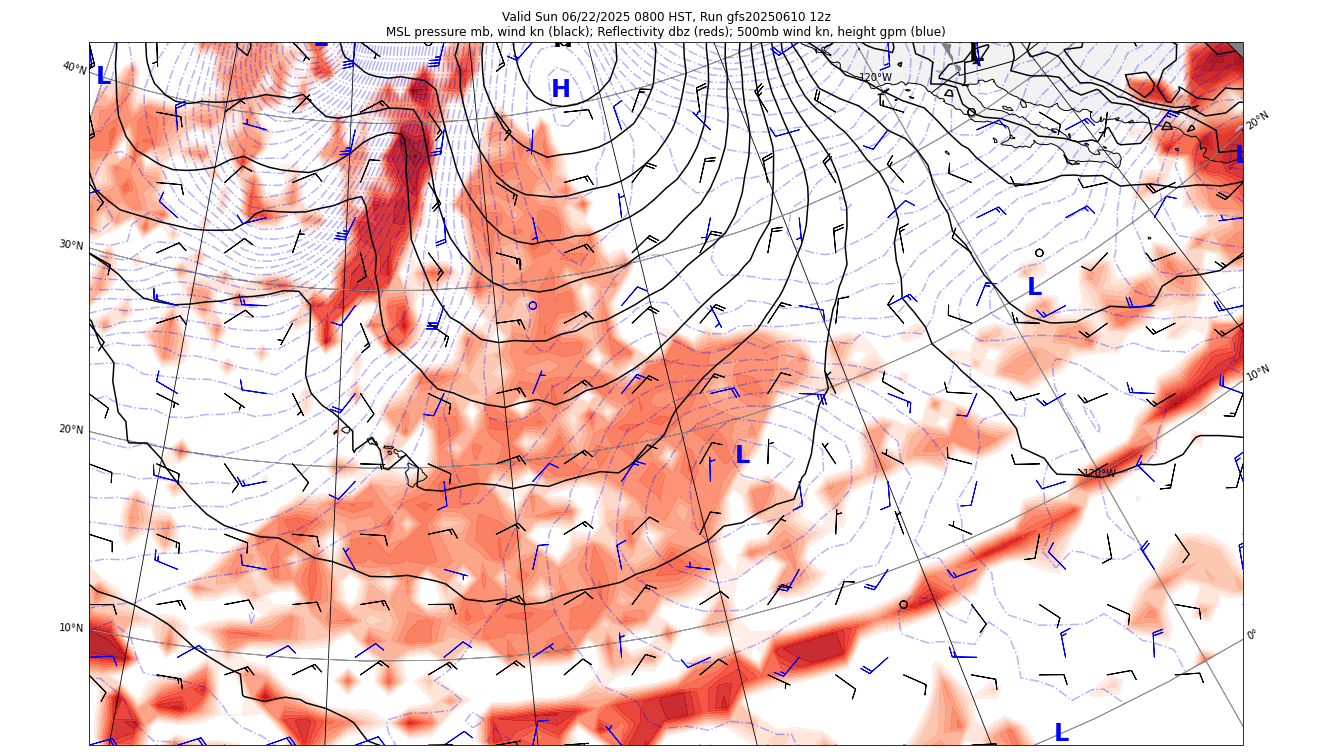 Valid Sun 06/22/2025 0800 HST, Run gfs20250610 12z
MSL pressure mb, wind kn (black); Reflectivity dbz (reds); 500mb wind kn, height gpm (blue)
40°N
L
H
120°W
20°N
30°N
L
10°N
20°N
L
120°W
10°N
0°
L